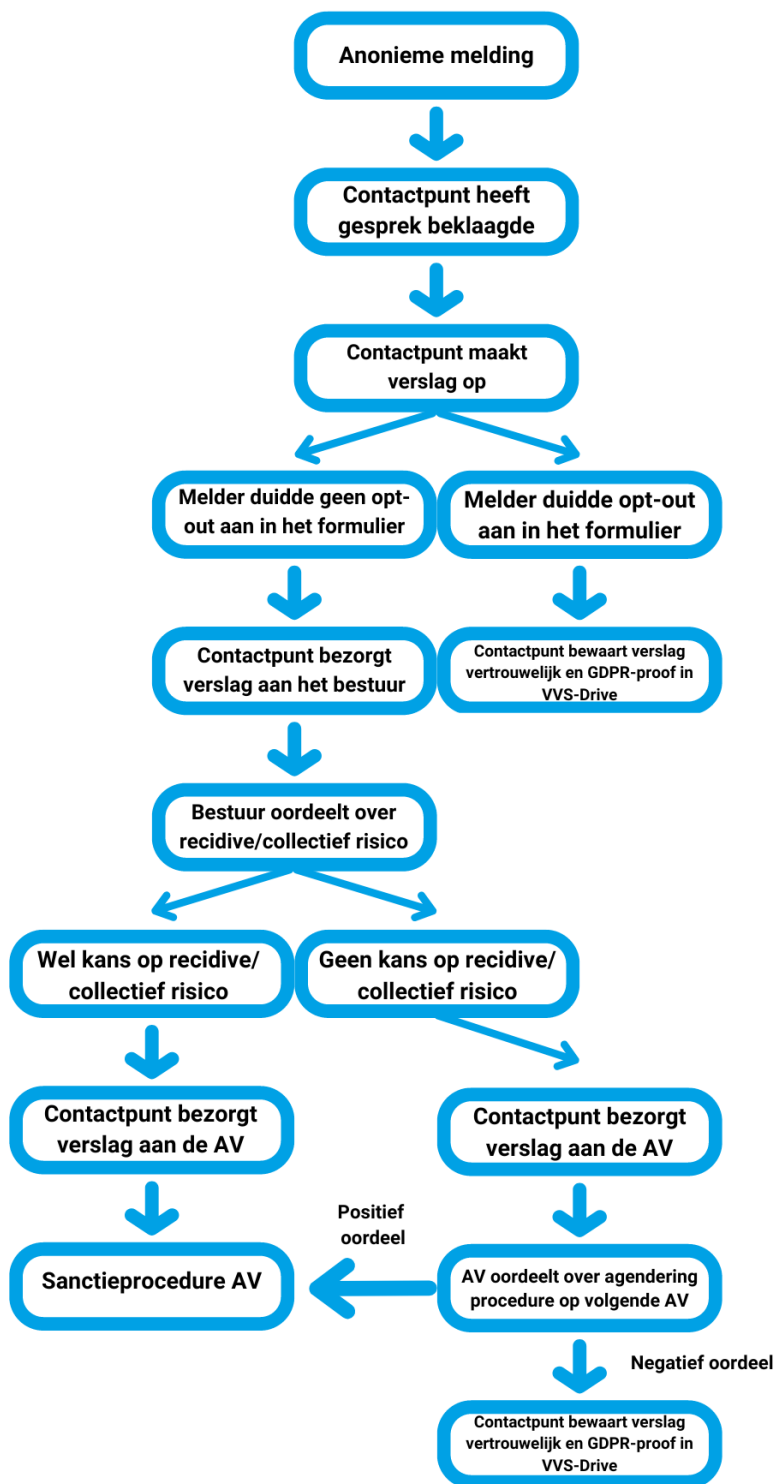 Anonieme melding
Contactpunt heeft
gesprek beklaagde
Contactpunt maakt
verslag op
Melder duidde geen opt-
out aan in het formulier
Melder duidde opt-out
aan in het formulier
Contactpunt bezorgt
verslag aan het bestuur
Contactpunt bewaart verslag
vertrouwelijk en GDPR-proof in
VVS-Drive
Bestuur oordeelt over
recidive/collectief risico
Wel kans op recidive/
collectief risico
Geen kans op recidive/
collectief risico
Contactpunt bezorgt
verslag aan de AV
Contactpunt bezorgt
verslag aan de AV
Positief
oordeel
Sanctieprocedure AV
AV oordeelt over agendering
procedure op volgende AV
Negatief oordeel
Contactpunt bewaart verslag
vertrouwelijk en GDPR-proof in
VVS-Drive